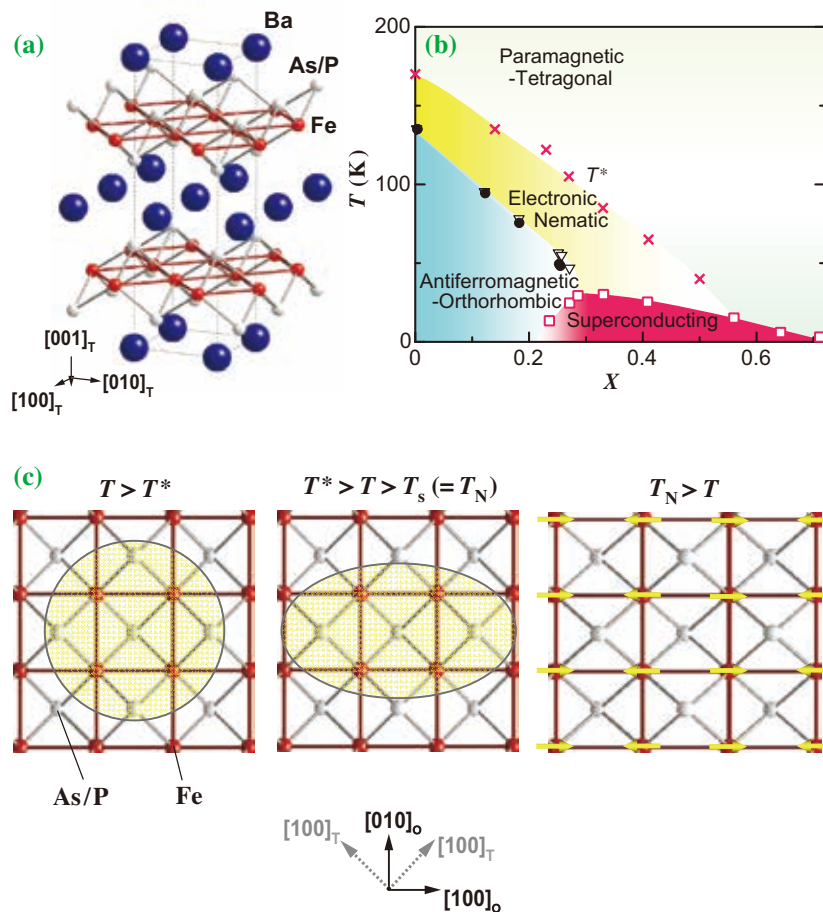 (a)
Ba
As/P
Fe
[001]T
[010]T
[100]T
(b)
200
100
0
T (K)
Paramagnetic
-Tetragonal
T*
Electronic
Nematic
Antiferromagnetic
-Orthorhombic
Superconducting
0 0.2 0.4 0.6
X
(c)
T > T*
T* > T > Ts (= TN)
TN > T
As/P
Fe
[010]o
[100]T
[100]T
[100]o